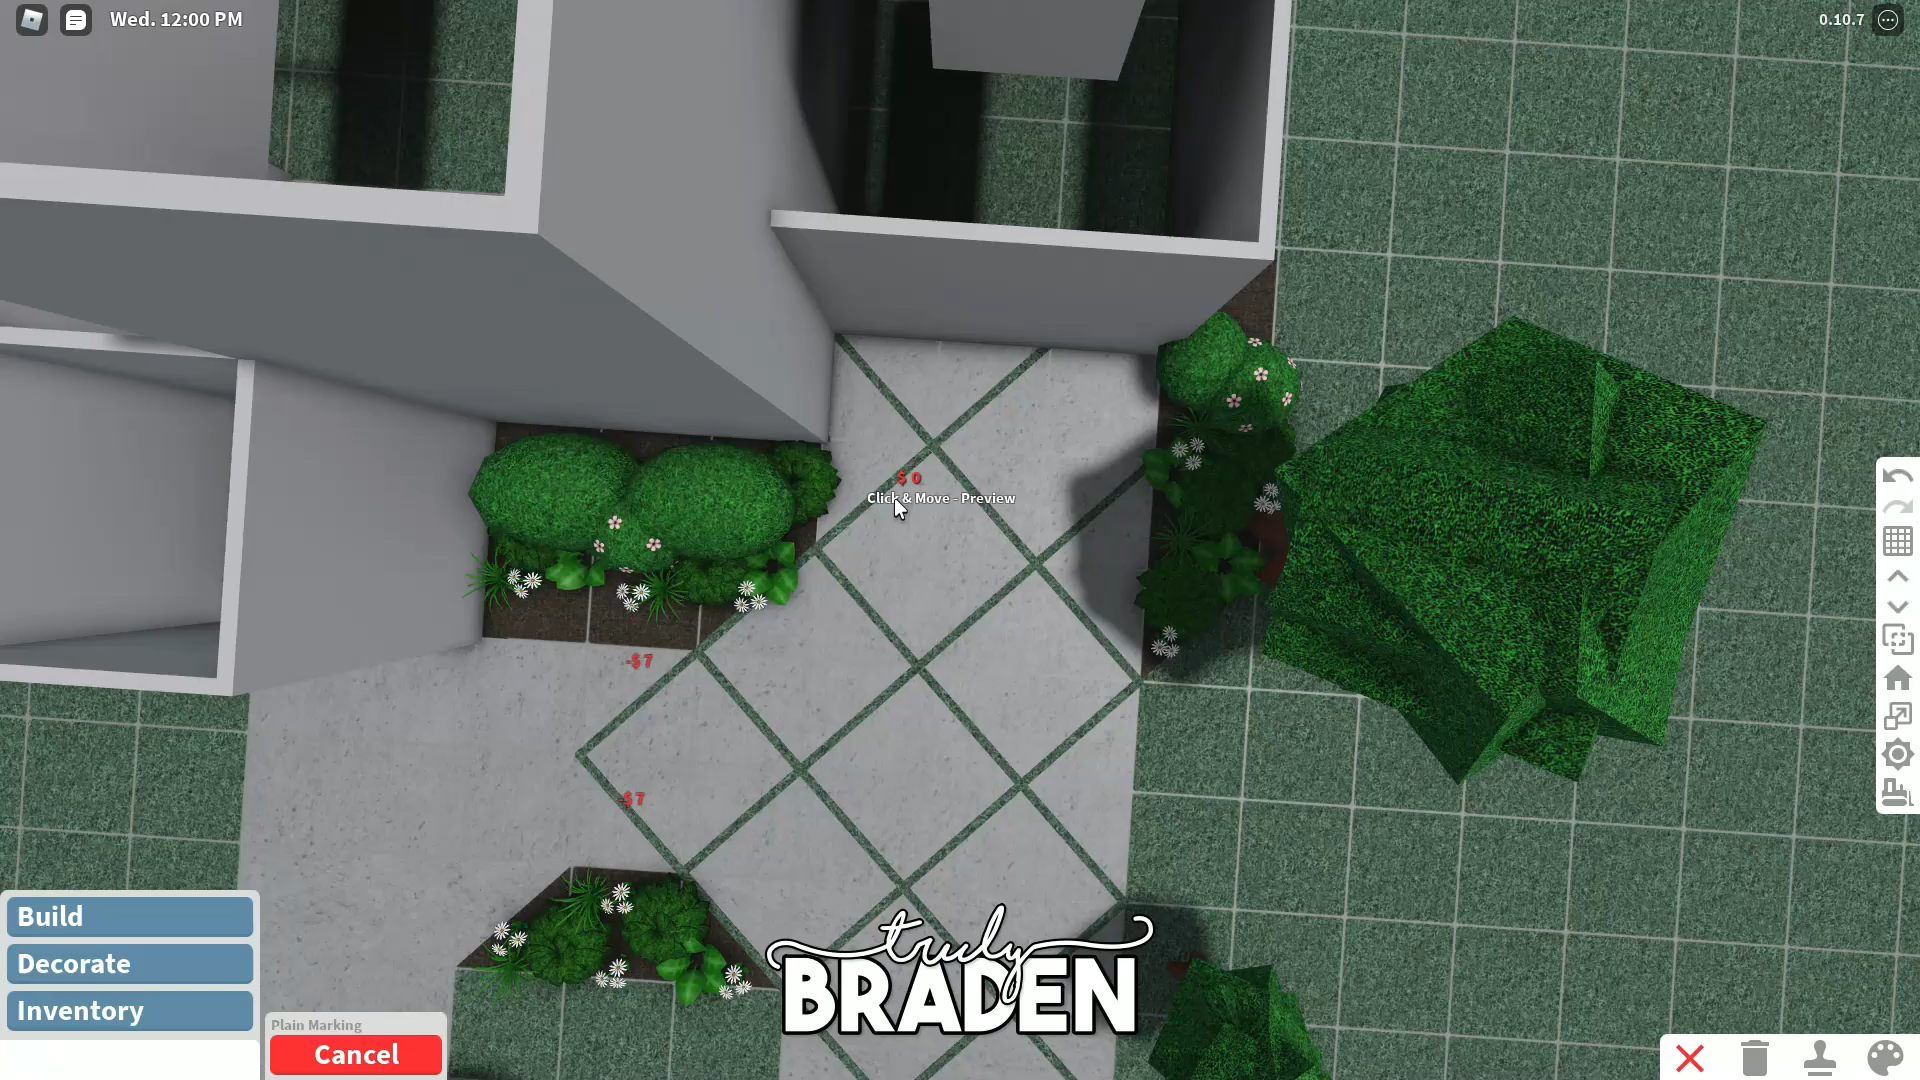 Wed. 12:00 PM
0.10.7
$ 0
Click & Move - Preview
-$ 7
-$ 7
Build
Decorate
Inventory
Plain Marking
Cancel
truly
BRADEN